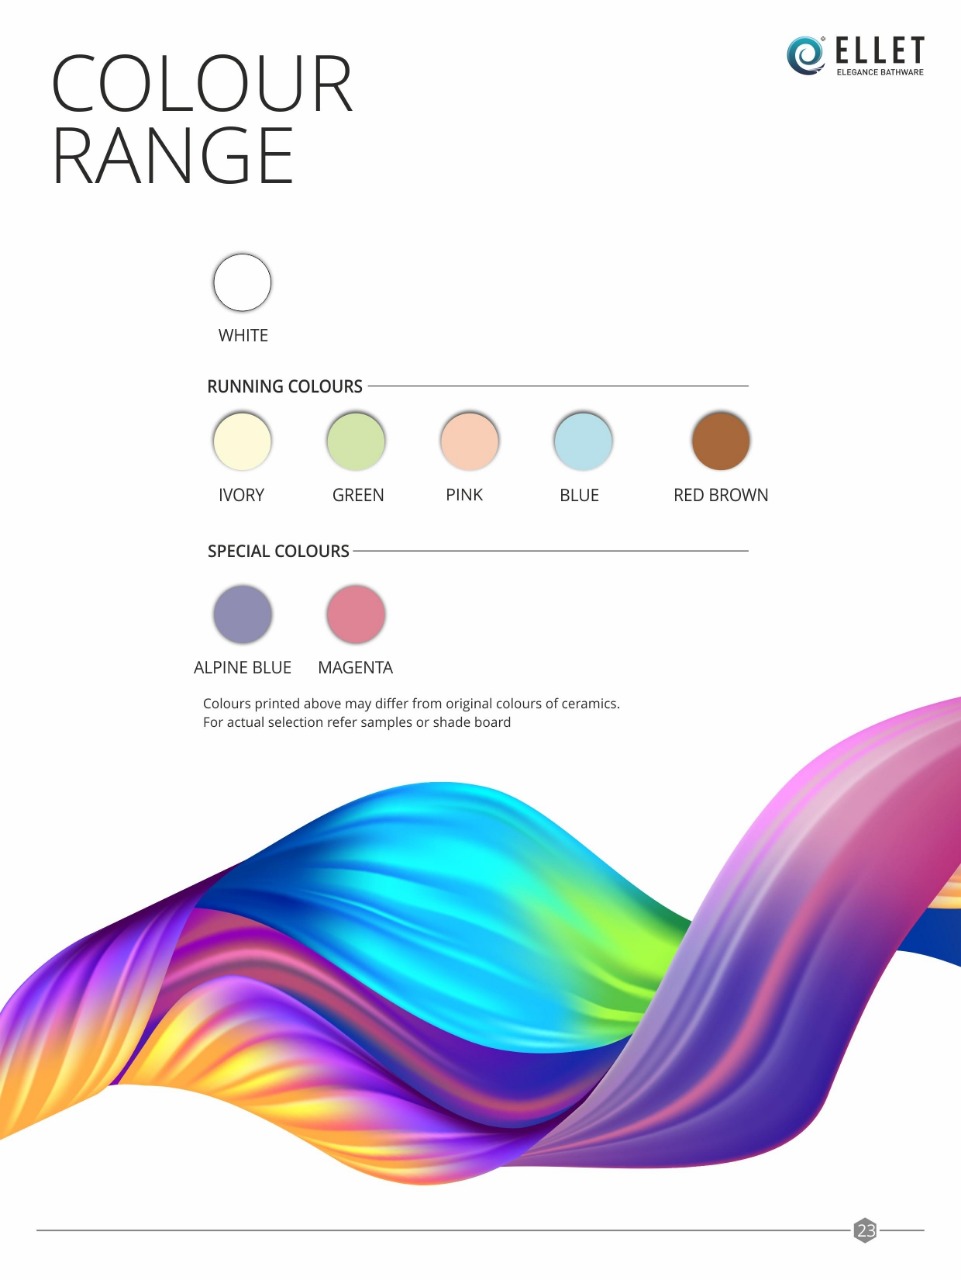 COLOUR
RANGE
ELLET
ELEGANCE BATHWARE
WHITE
RUNNING COLOURS
IVORY GREEN PINK BLUE RED BROWN
SPECIAL COLOURS
ALPINE BLUE MAGENTA
Colours printed above may differ from original colours of ceramics.
For actual selection refer samples or shade board
23